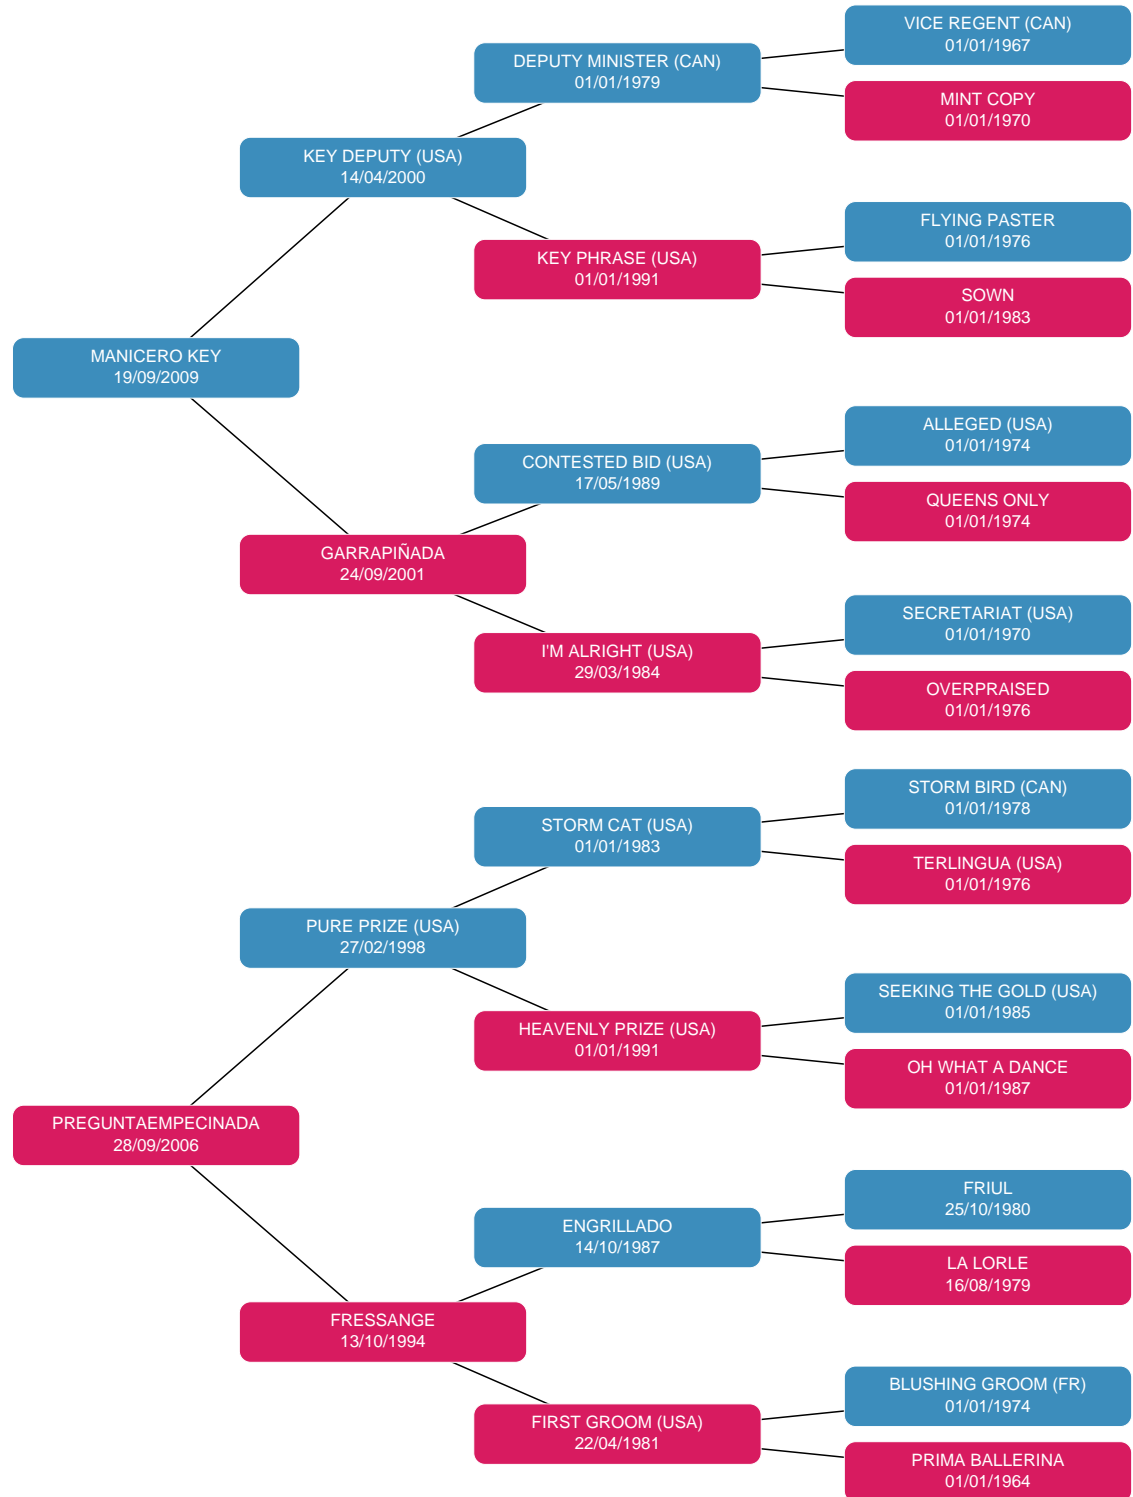 VICE REGENT (CAN)
01/01/1967
DEPUTY MINISTER (CAN)
01/01/1979
MINT COPY
01/01/1970
KEY DEPUTY (USA)
14/04/2000
FLYING PASTER
01/01/1976
KEY PHRASE (USA)
01/01/1991
SOWN
01/01/1983
MANICERO KEY
19/09/2009
ALLEGED (USA)
01/01/1974
CONTESTED BID (USA)
17/05/1989
QUEENS ONLY
01/01/1974
GARRAPIÑADA
24/09/2001
SECRETARIAT (USA)
01/01/1970
I'M ALRIGHT (USA)
29/03/1984
OVERPRAISED
01/01/1976
STORM BIRD (CAN)
01/01/1978
STORM CAT (USA)
01/01/1983
TERLINGUA (USA)
01/01/1976
PURE PRIZE (USA)
27/02/1998
SEEKING THE GOLD (USA)
01/01/1985
HEAVENLY PRIZE (USA)
01/01/1991
OH WHAT A DANCE
01/01/1987
PREGUNTAEMPECINADA
28/09/2006
FRIUL
25/10/1980
ENGRILLADO
14/10/1987
LA LORLE
16/08/1979
FRESSANGE
13/10/1994
BLUSHING GROOM (FR)
01/01/1974
FIRST GROOM (USA)
22/04/1981
PRIMA BALLERINA
01/01/1964